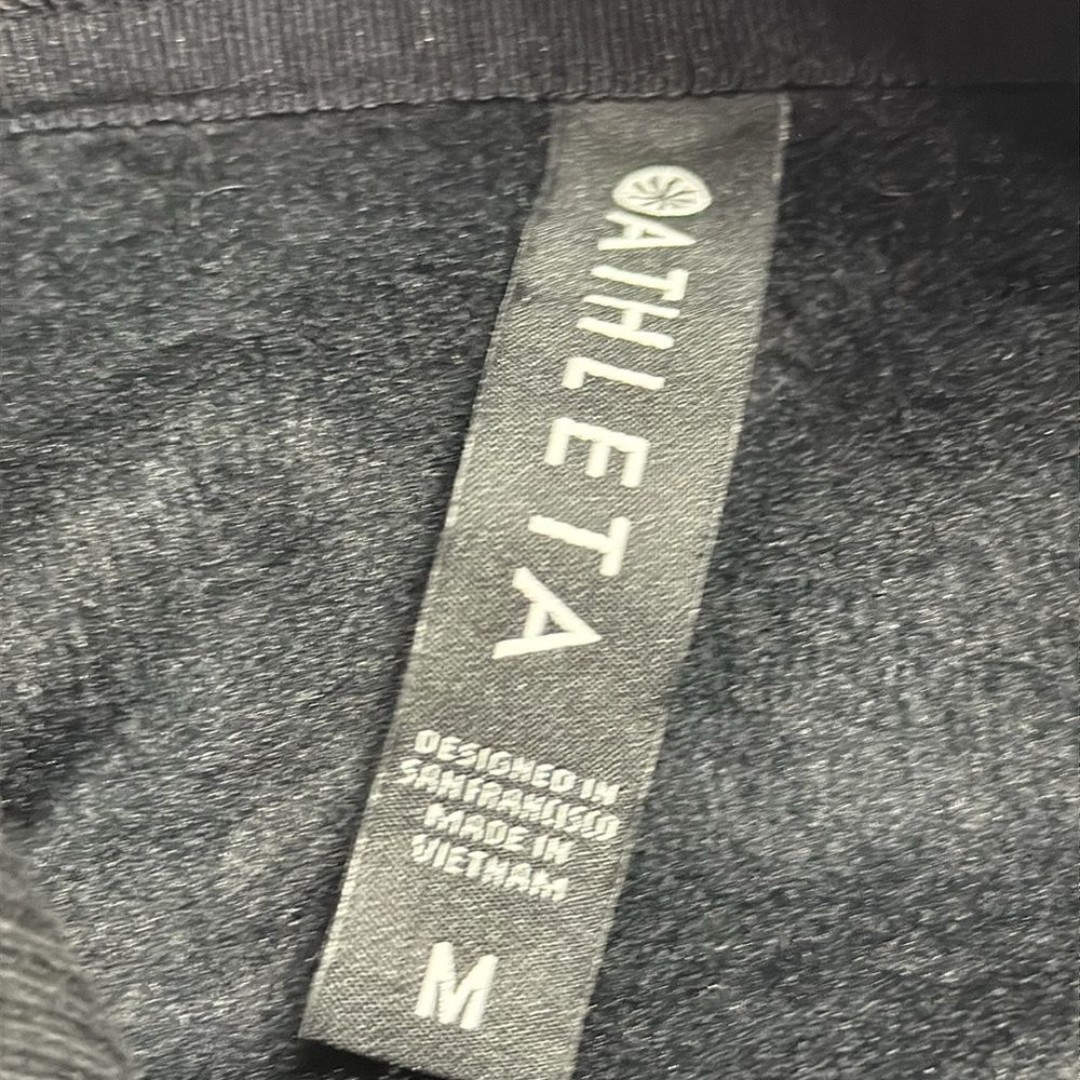 ATHLETA
DESIGNED IN
SAN FRANCISCO
MADE IN
VIETNAM
M